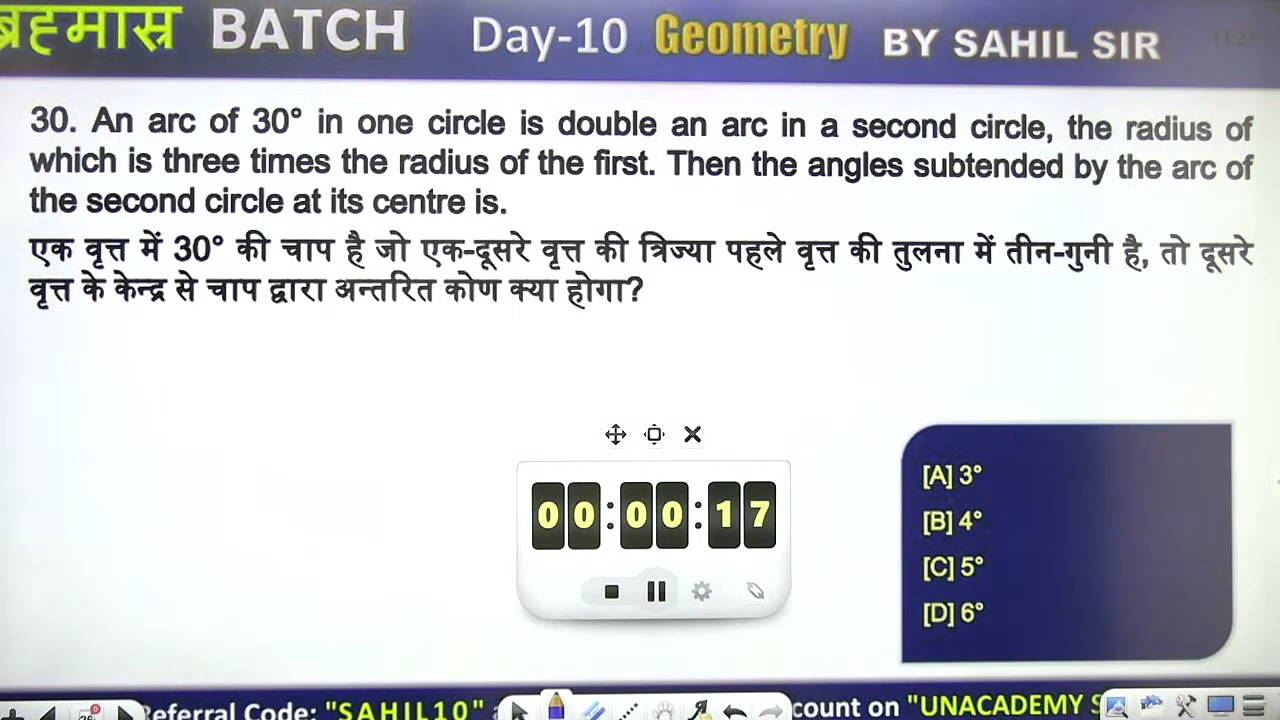 ब्रह्मास्र BATCH Day-10 Geometry BY SAHIL SIR 11:21
30. An arc of 30° in one circle is double an arc in a second circle, the radius of
which is three times the radius of the first. Then the angles subtended by the arc of
the second circle at its centre is.
एक वृत्त में 30° की चाप है जो एक-दूसरे वृत्त की त्रिज्या पहले वृत्त की तुलना में तीन-गुनी है, तो दूसरे
वृत्त के केन्द्र से चाप द्वारा अन्तरित कोण क्या होगा?
00:00:17
[A] 3°
[B] 4°
[C] 5°
[D] 6°
eferral Code: "SAHIL10" count on "UNACADEMY S